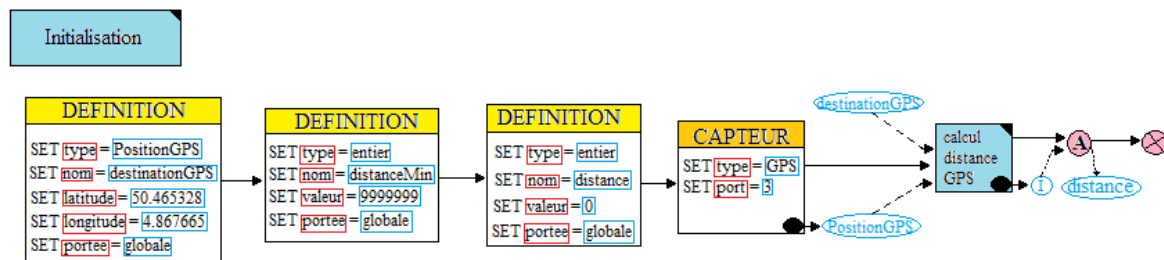 Initialisation
DEFINITION
SET type = PositionGPS
SET nom = destinationGPS
SET latitude = 50.465328
SET longitude = 4.867665
SET portee = globale
DEFINITION
SET type = entier
SET nom = distanceMin
SET valeur = 9999999
SET portee = globale
DEFINITION
SET type = entier
SET nom = distance
SET valeur = 0
SET portee = globale
CAPTEUR
SET type = GPS
SET port = 3
destinationGPS
PositionGPS
calcul
distance
GPS
I
A
distance